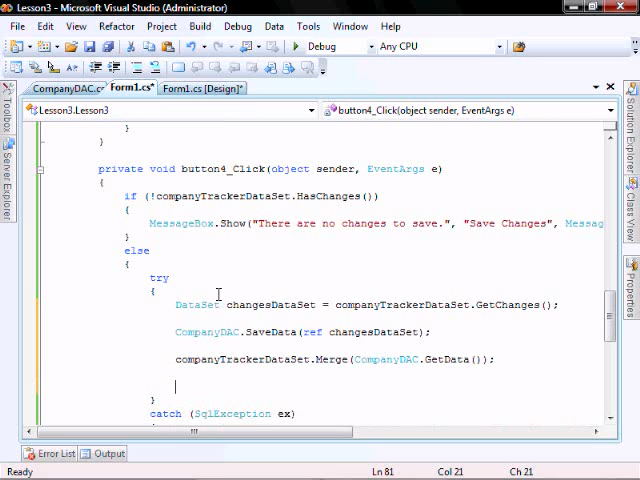 Lesson3 - Microsoft Visual Studio (Administrator)
File Edit View Refactor Project Build Debug Data Tools Window Help
Debug Any CPU
CompanyDAC.cs Form1.cs* Form1.cs [Design]*
Lesson3.Lesson3 button4_Click(object sender, EventArgs e)
Toolbox
Server Explorer
}
}
private void button4_Click(object sender, EventArgs e)
{
if (!companyTrackerDataSet.HasChanges())
{
MessageBox.Show("There are no changes to save.", "Save Changes", Messag
}
else
{
try
{
DataSet changesDataSet = companyTrackerDataSet.GetChanges();
CompanyDAC.SaveData(ref changesDataSet);
companyTrackerDataSet.Merge(CompanyDAC.GetData());
}
catch (SqlException ex)
Solution Explorer
Class View
Properties
Error List Output
Ready Ln 81 Col 21 Ch 21